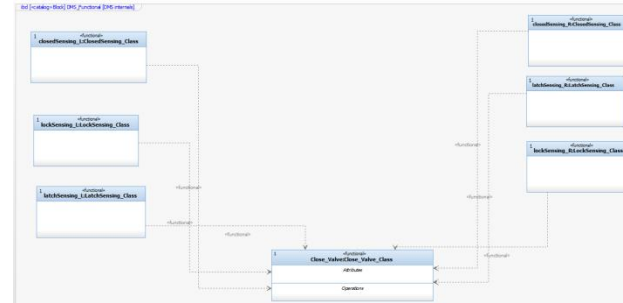 ibd [«catalog» Block] DMS_Functional [DMS internals]
1 «functional»
closedSensing_L:ClosedSensing_Class
1 «functional»
closedSensing_R:ClosedSensing_Class
1 «functional»
latchSensing_R:LatchSensing_Class
1 «functional»
lockSensing_L:LockSensing_Class
«functional»
1 «functional»
lockSensing_R:LockSensing_Class
«functional»
1 «functional»
latchSensing_L:LatchSensing_Class
«functional»
«functional»
«functional»
1 «functional»
Close_Valve:Close_Valve_Class
Attributes
Operations